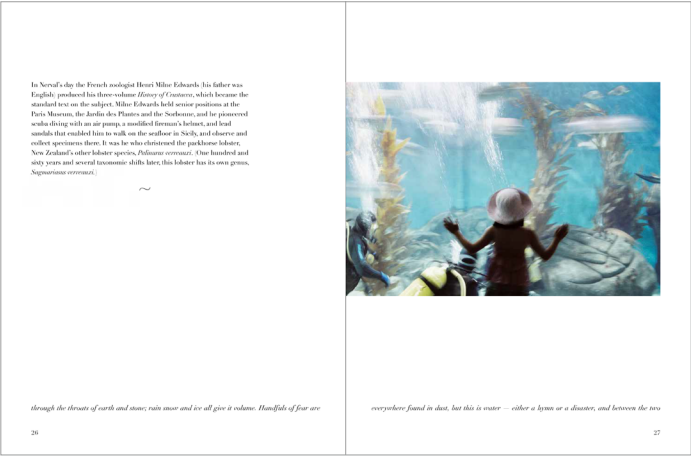 In Nerval's day the French zoologist Henri Milne Edwards (his father was
English) produced his three-volume History of Crustacea, which became the
standard text on the subject. Milne Edwards held senior positions at the
Paris Museum, the Jardin des Plantes and the Sorbonne, and he pioneered
scuba diving with an air pump, a modified fireman's helmet, and lead
sandals that enabled him to walk on the seafloor in Sicily, and observe and
collect specimens there. It was he who christened the packhorse lobster,
New Zealand's other lobster species, Palinurus verreauxi. (One hundred and
sixty years and several taxonomic shifts later, this lobster has its own genus,
Sagmariasus verreauxi.)
~
through the throats of earth and stone; rain snow and ice all give it volume. Handfuls of fear are
26
everywhere found in dust, but this is water — either a hymn or a disaster, and between the two
27